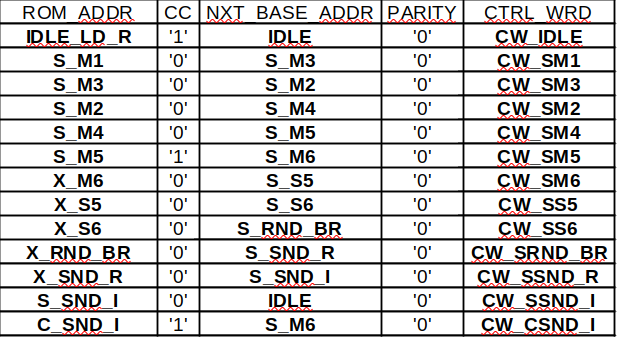 ROM_ADDR CC NXT_BASE_ADDR PARITY CTRL_WRD
IDLE_LD_R '1' IDLE '0' CW_IDLE
S_M1 '0' S_M3 '0' CW_SM1
S_M3 '0' S_M2 '0' CW_SM3
S_M2 '0' S_M4 '0' CW_SM2
S_M4 '0' S_M5 '0' CW_SM4
S_M5 '1' S_M6 '0' CW_SM5
X_M6 '0' S_S5 '0' CW_SM6
X_S5 '0' S_S6 '0' CW_SS5
X_S6 '0' S_RND_BR '0' CW_SS6
X_RND_BR '0' S_SND_R '0' CW_SRND_BR
X_SND_R '0' S_SND_I '0' CW_SSND_R
S_SND_I '0' IDLE '0' CW_SSND_I
C_SND_I '1' S_M6 '0' CW_CSND_I